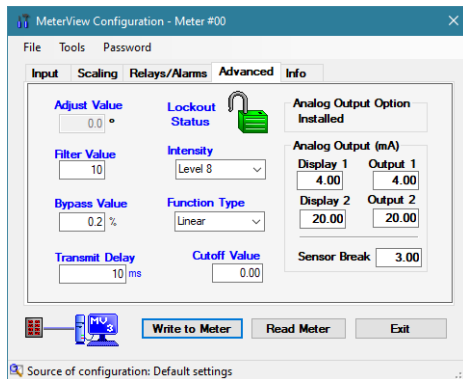 MeterView Configuration - Meter #00
File Tools Password
Input Scaling Relays/Alarms Advanced Info
Adjust Value
0.0 °
Filter Value
10
Bypass Value
0.2 %
Transmit Delay
10 ms
Lockout
Status
Intensity
Level 8
Function Type
Linear
Cutoff Value
0.00
Analog Output Option
Installed
Analog Output (mA)
Display 1 Output 1
4.00 4.00
Display 2 Output 2
20.00 20.00
Sensor Break 3.00
MV
3
Write to Meter Read Meter Exit
Source of configuration: Default settings